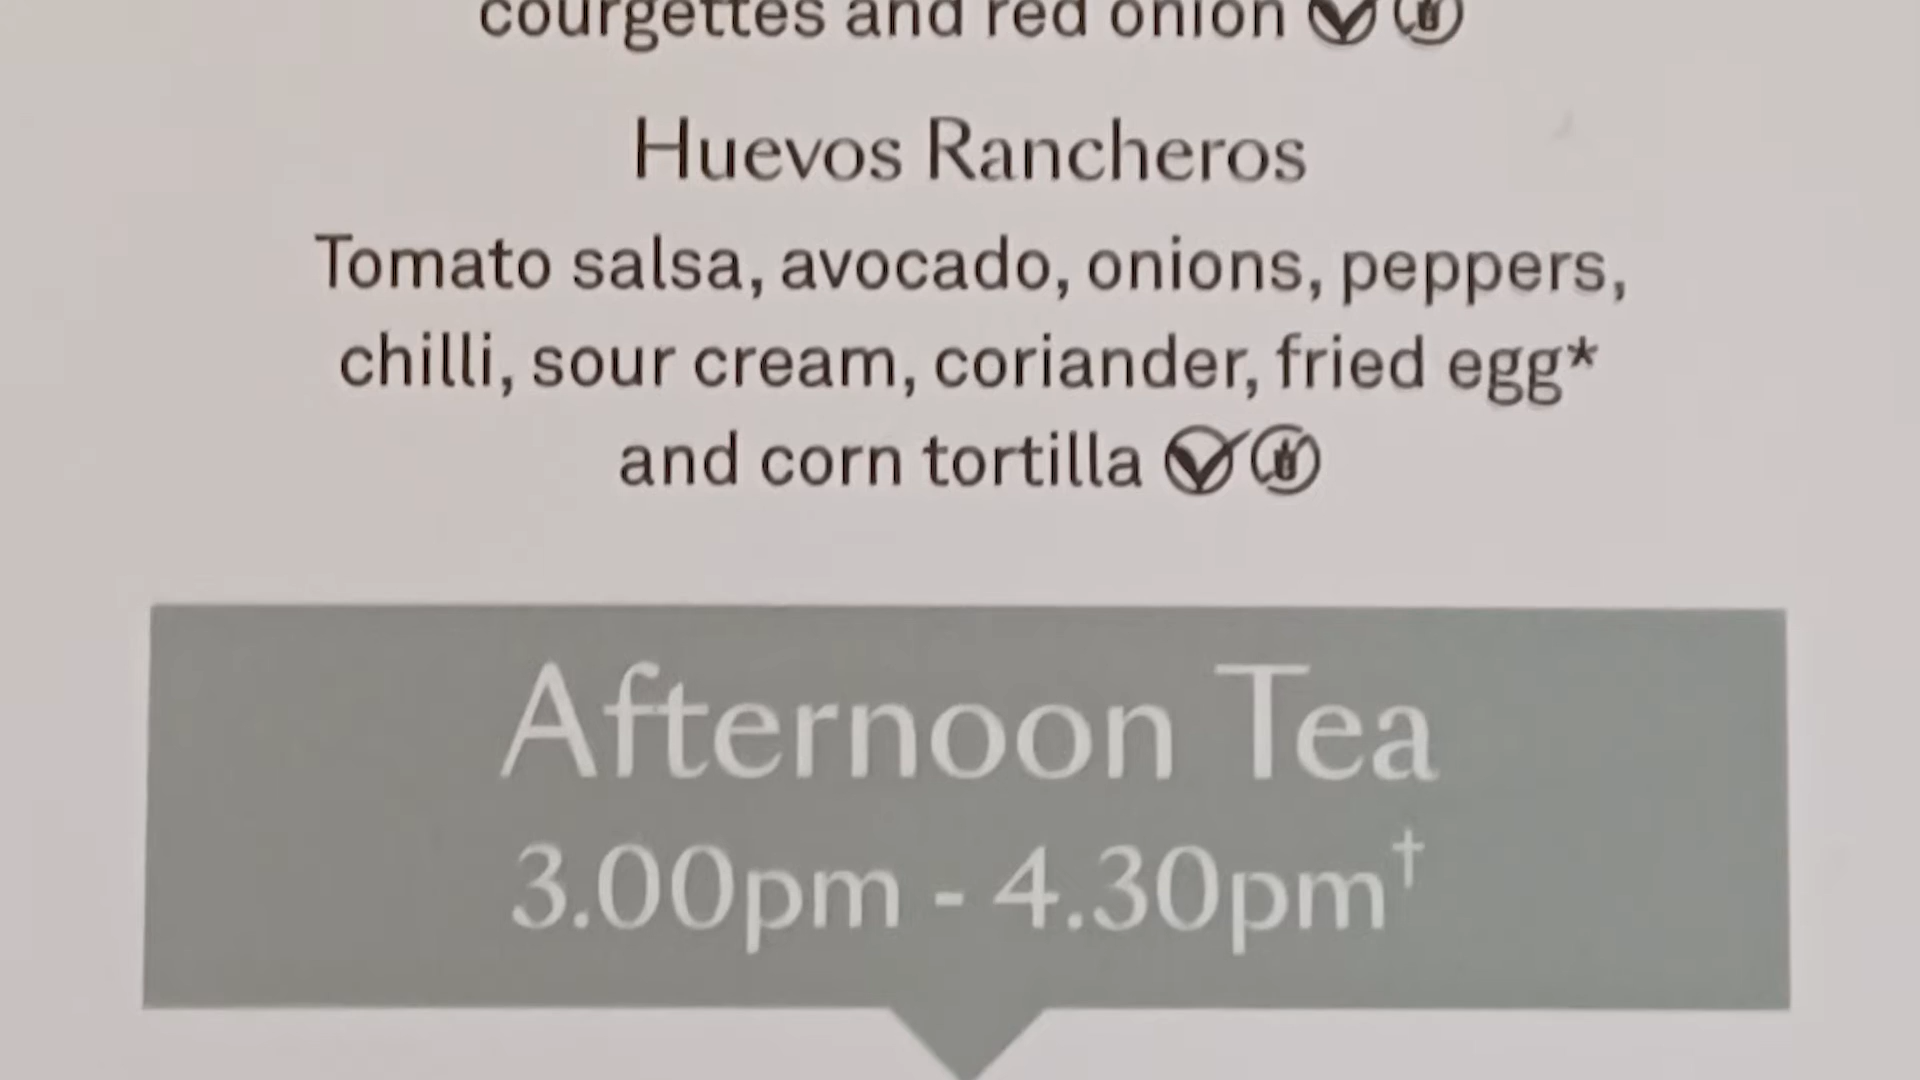 courgettes and red onion
Huevos Rancheros
Tomato salsa, avocado, onions, peppers,
chilli, sour cream, coriander, fried egg*
and corn tortilla
Afternoon Tea
3.00pm - 4.30pm†